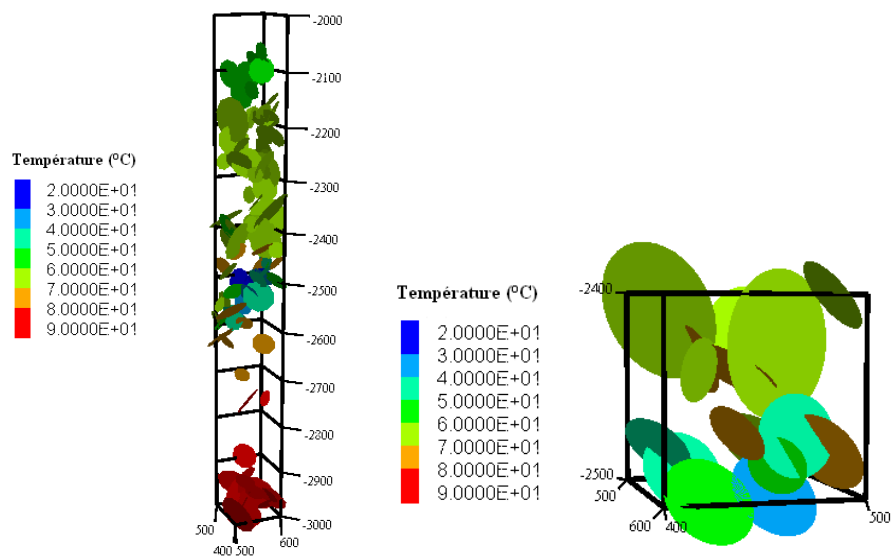 -2000
-2100
-2200
-2300
-2400
-2500
-2600
-2700
-2800
-2900
-3000
500
400 500
600
Température (°C)
2.0000E+01
3.0000E+01
4.0000E+01
5.0000E+01
6.0000E+01
7.0000E+01
8.0000E+01
9.0000E+01
Température (°C)
2.0000E+01
3.0000E+01
4.0000E+01
5.0000E+01
6.0000E+01
7.0000E+01
8.0000E+01
9.0000E+01
-2400
-2500
500
600
400
500